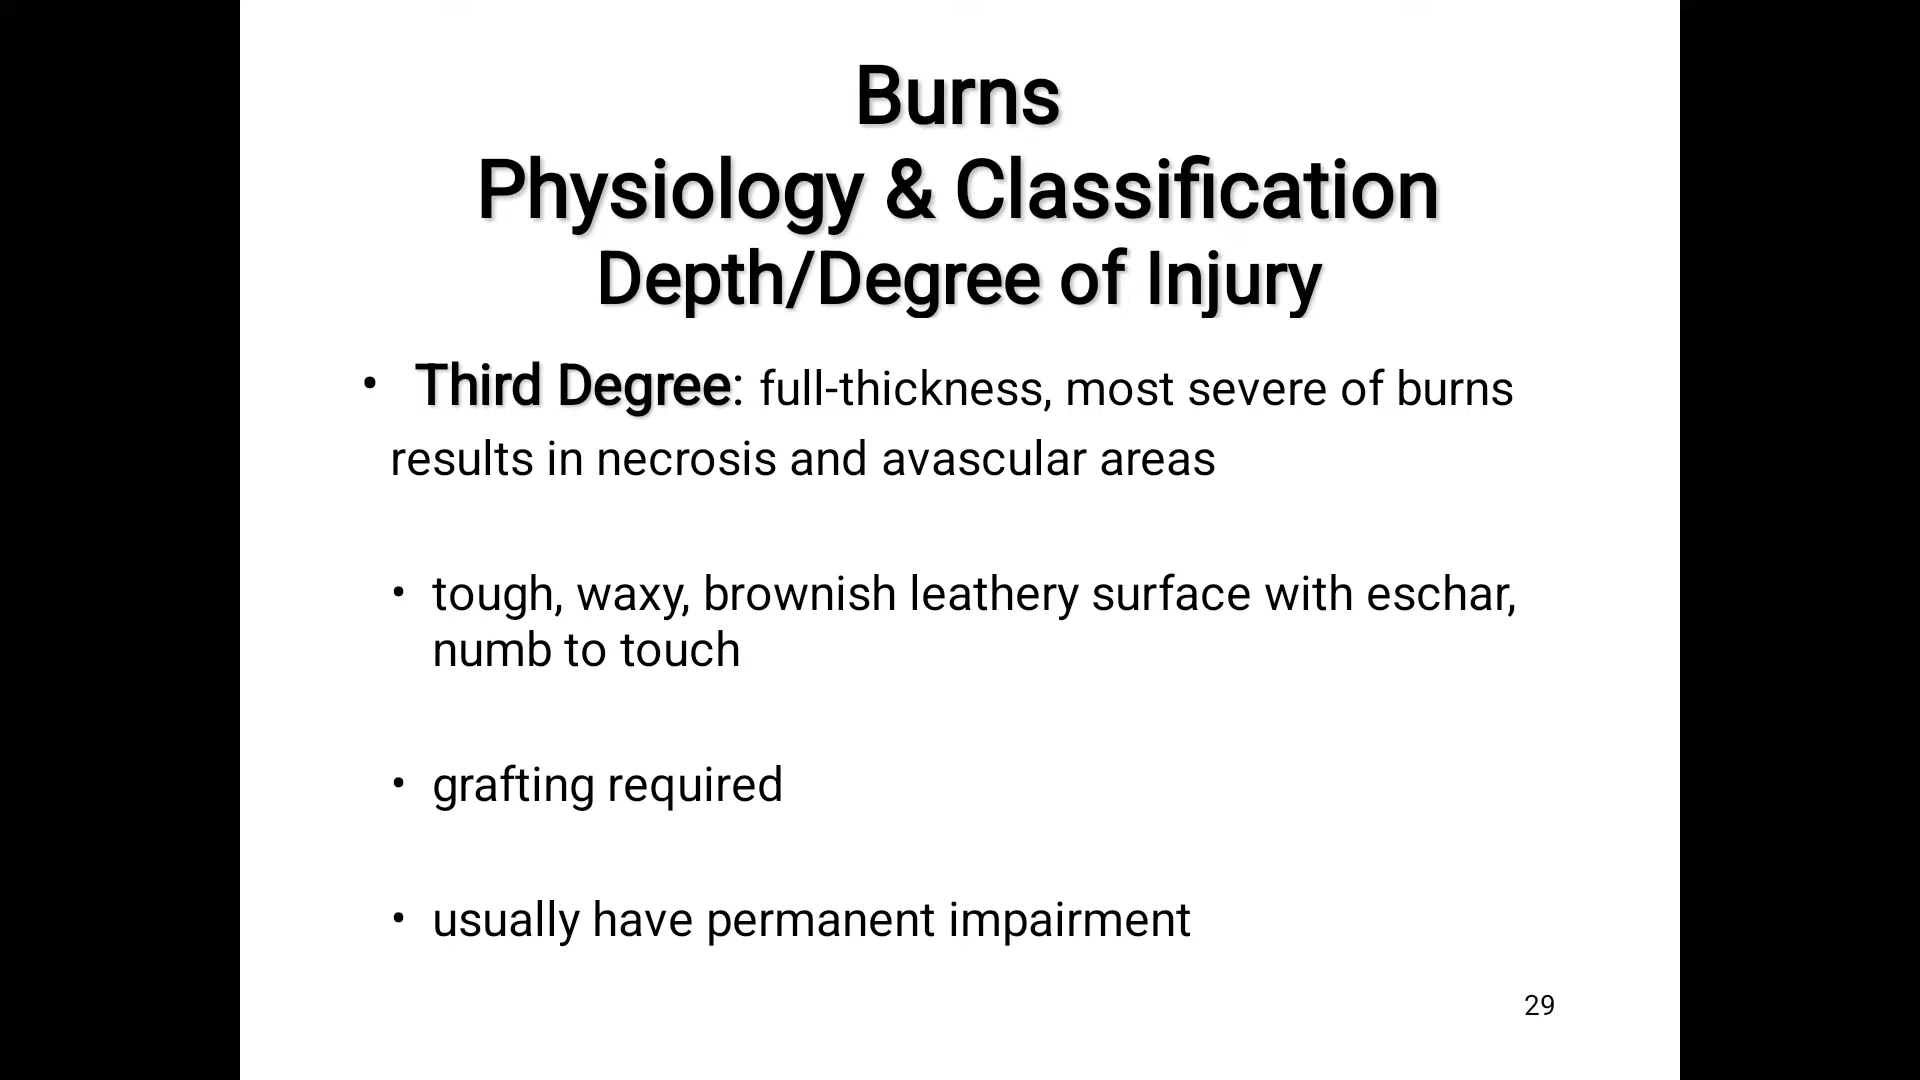 Burns
Physiology & Classification
Depth/Degree of Injury
• Third Degree: full-thickness, most severe of burns
results in necrosis and avascular areas
• tough, waxy, brownish leathery surface with eschar,
numb to touch
• grafting required
• usually have permanent impairment
29